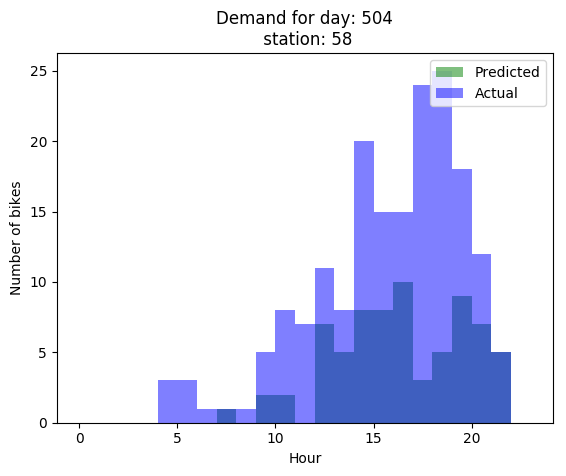 Demand for day: 504
station: 58
25
20
15
10
5
0
Number of bikes
Predicted
Actual
0
5
10
15
20
Hour